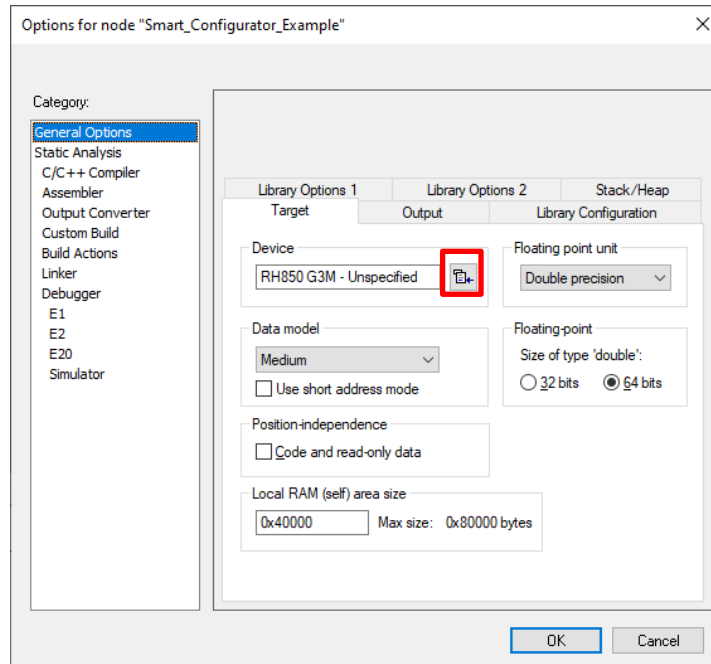 Options for node "Smart_Configurator_Example"
Category:
General Options
Static Analysis
C/C++ Compiler
Assembler
Output Converter
Custom Build
Build Actions
Linker
Debugger
E1
E2
E20
Simulator
Library Options 1 Library Options 2 Stack/Heap
Target Output Library Configuration
Device
RH850 G3M - Unspecified
Floating point unit
Double precision
Data model
Medium
Use short address mode
Floating-point
Size of type 'double':
32 bits 64 bits
Position-independence
Code and read-only data
Local RAM (self) area size
0x40000 Max size: 0x80000 bytes
OK Cancel